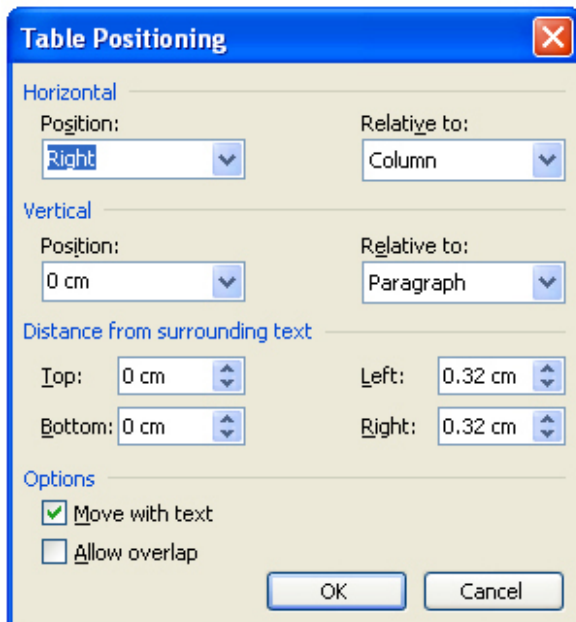 Table Positioning
Horizontal
Position: Relative to:
Right Column
Vertical
Position: Relative to:
0 cm Paragraph
Distance from surrounding text
Top: 0 cm Left: 0.32 cm
Bottom: 0 cm Right: 0.32 cm
Options
Move with text
Allow overlap
OK Cancel